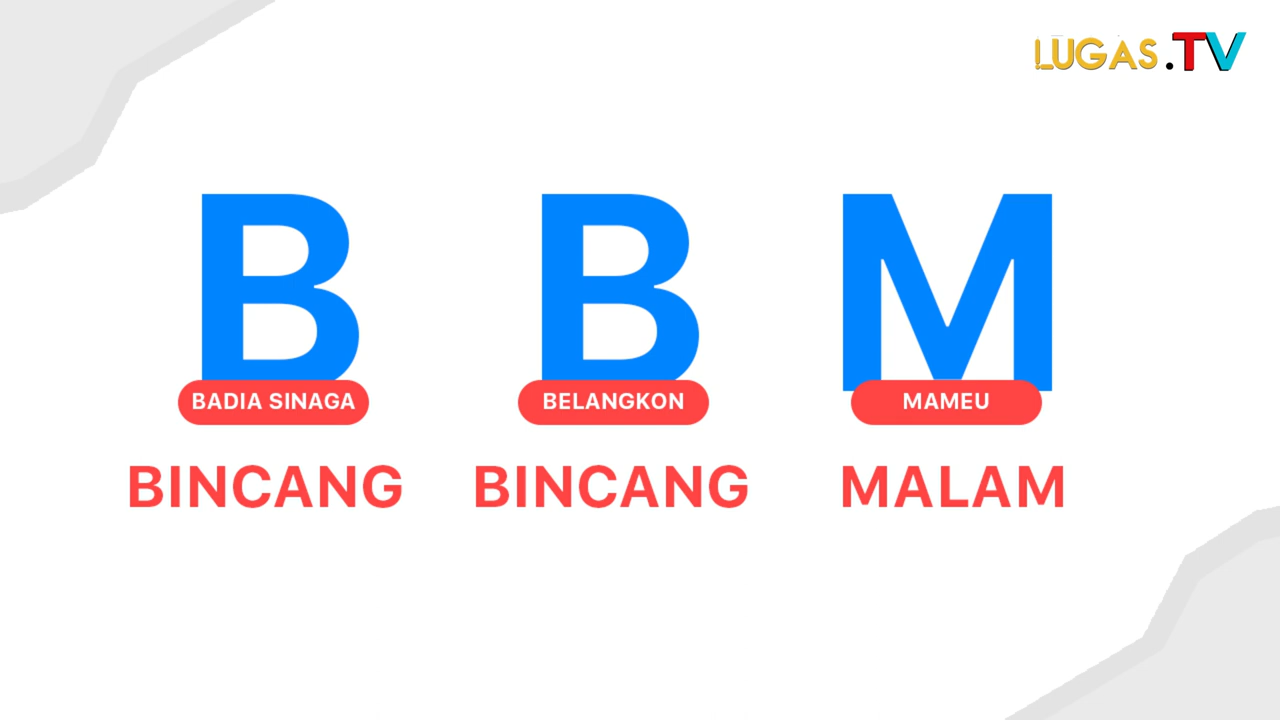 LUGAS.TV
B B M
BADIA SINAGA BELANGKON MAMEU
BINCANG BINCANG MALAM